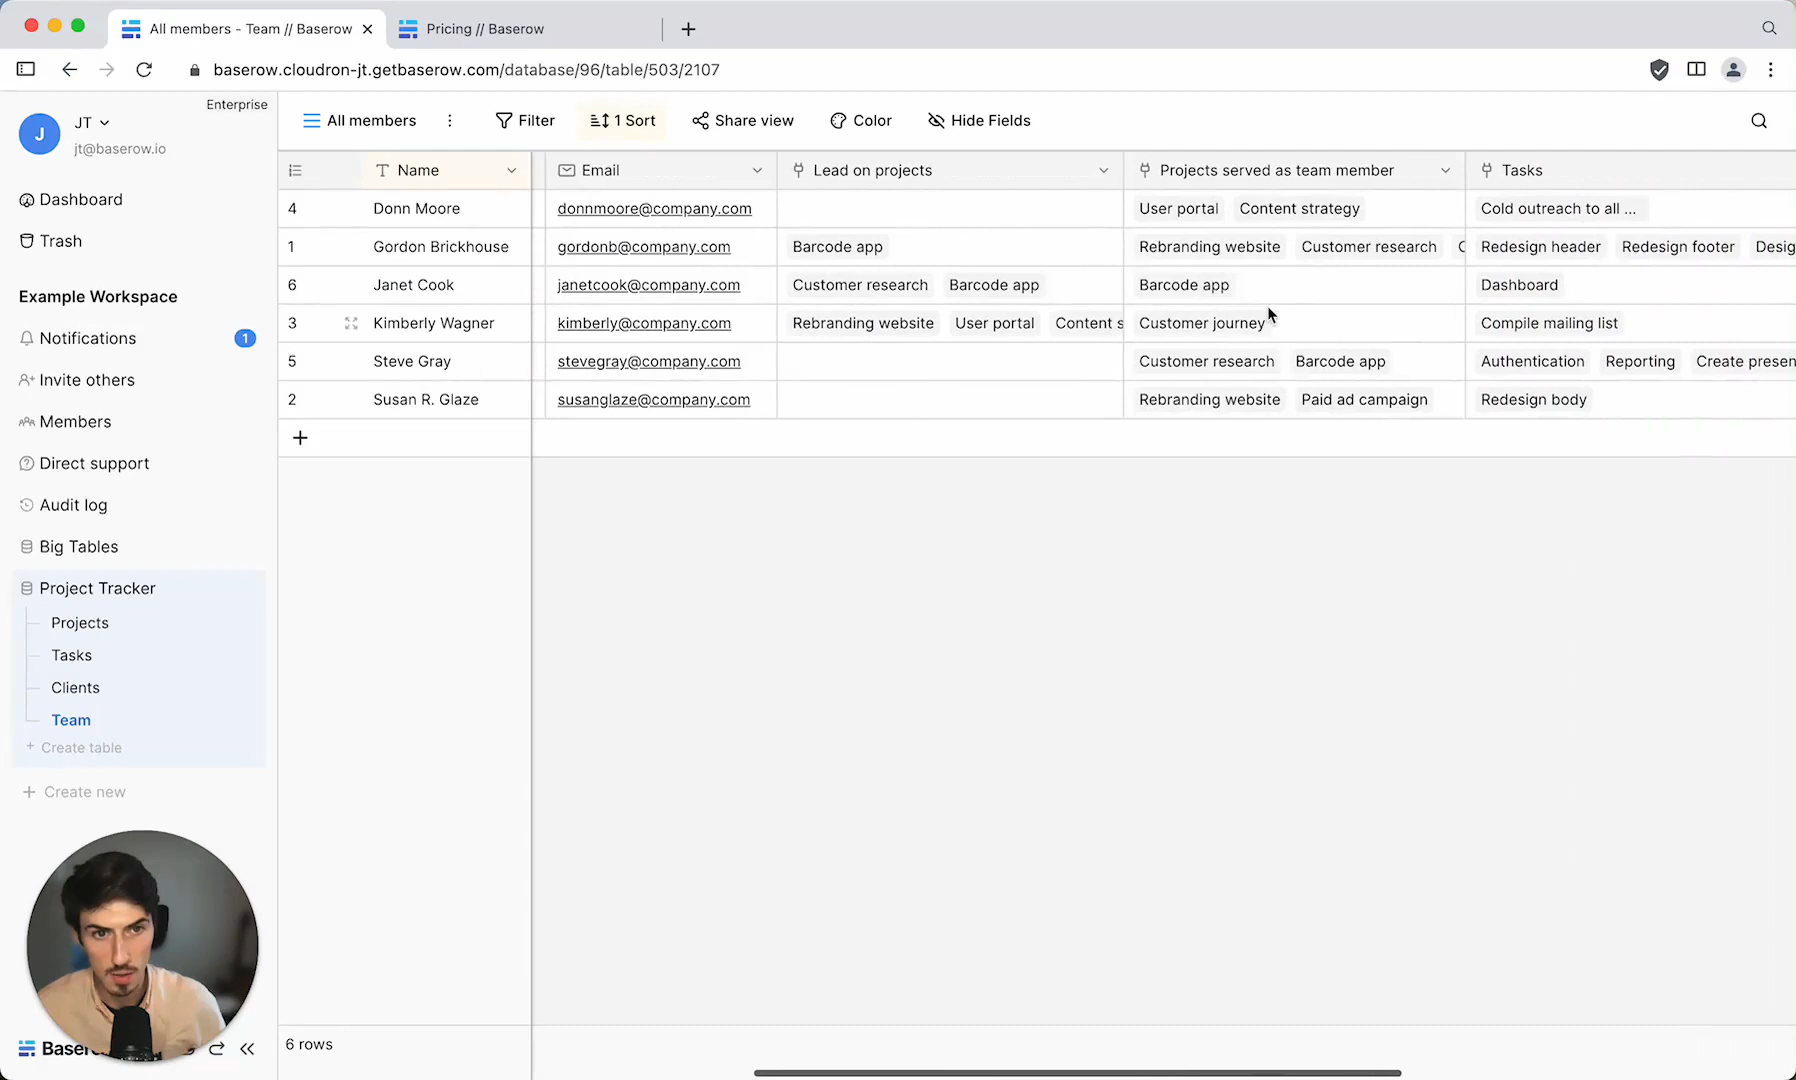 All members - Team // Baserow
Pricing // Baserow
baserow.cloudron-jt.getbaserow.com/database/96/table/503/2107
Enterprise
J
JT
jt@baserow.io
Dashboard
Trash
Example Workspace
Notifications 1
Invite others
Members
Direct support
Audit log
Big Tables
Project Tracker
Projects
Tasks
Clients
Team
+ Create table
+ Create new
All members
Filter
1 Sort
Share view
Color
Hide Fields
Name Email Lead on projects Projects served as team member Tasks
4 Donn Moore donnmoore@company.com User portal Content strategy Cold outreach to all ...
1 Gordon Brickhouse gordonb@company.com Barcode app Rebranding website Customer research C Redesign header Redesign footer Desig
6 Janet Cook janetcook@company.com Customer research Barcode app Barcode app Dashboard
3 Kimberly Wagner kimberly@company.com Rebranding website User portal Content s Customer journey Compile mailing list
5 Steve Gray stevegray@company.com Customer research Barcode app Authentication Reporting Create presen
2 Susan R. Glaze susanglaze@company.com Rebranding website Paid ad campaign Redesign body
+
6 rows
Baser